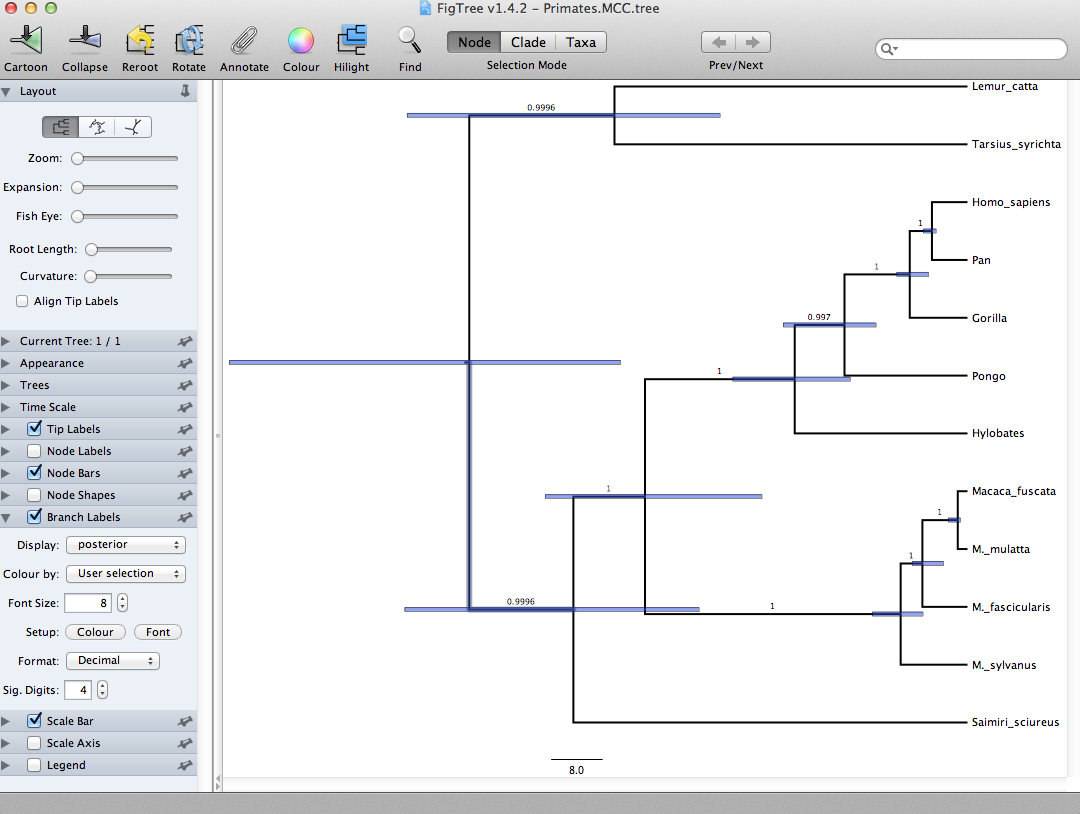 FigTree v1.4.2 - Primates.MCC.tree
Cartoon Collapse Reroot Rotate Annotate Colour Hilight Find
Node Clade Taxa
Selection Mode
Prev/Next
Layout
Zoom:
Expansion:
Fish Eye:
Root Length:
Curvature:
Align Tip Labels
Current Tree: 1 / 1
Appearance
Trees
Time Scale
Tip Labels
Node Labels
Node Bars
Node Shapes
Branch Labels
Display: posterior
Colour by: User selection
Font Size: 8
Setup: Colour Font
Format: Decimal
Sig. Digits: 4
Scale Bar
Scale Axis
Legend
Lemur_catta
0.9996
Tarsius_syrichta
Homo_sapiens
1
Pan
1
Gorilla
0.997
Pongo
1
Hylobates
Macaca_fuscata
1
1
M._mulatta
1
0.9996
1
M._fascicularis
M._sylvanus
Saimiri_sciureus
8.0